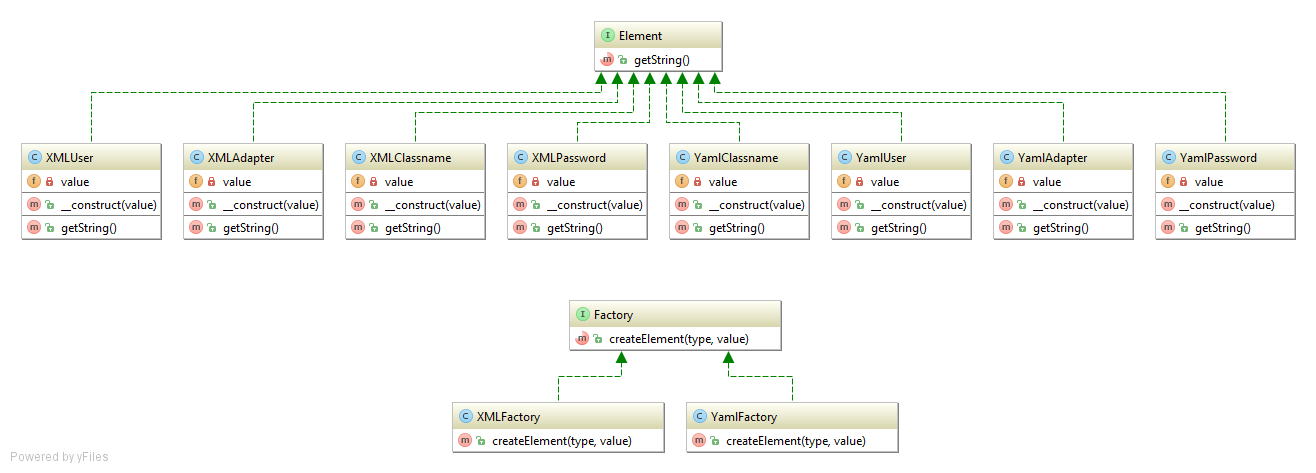 I Element
m getString()
C XMLUser
f value
m __construct(value)
m getString()
C XMLAdapter
f value
m __construct(value)
m getString()
C XMLClassname
f value
m __construct(value)
m getString()
C XMLPassword
f value
m __construct(value)
m getString()
C YamlClassname
f value
m __construct(value)
m getString()
C YamlUser
f value
m __construct(value)
m getString()
C YamlAdapter
f value
m __construct(value)
m getString()
C YamlPassword
f value
m __construct(value)
m getString()
I Factory
m createElement(type, value)
C XMLFactory
m createElement(type, value)
C YamlFactory
m createElement(type, value)
Powered by yFiles